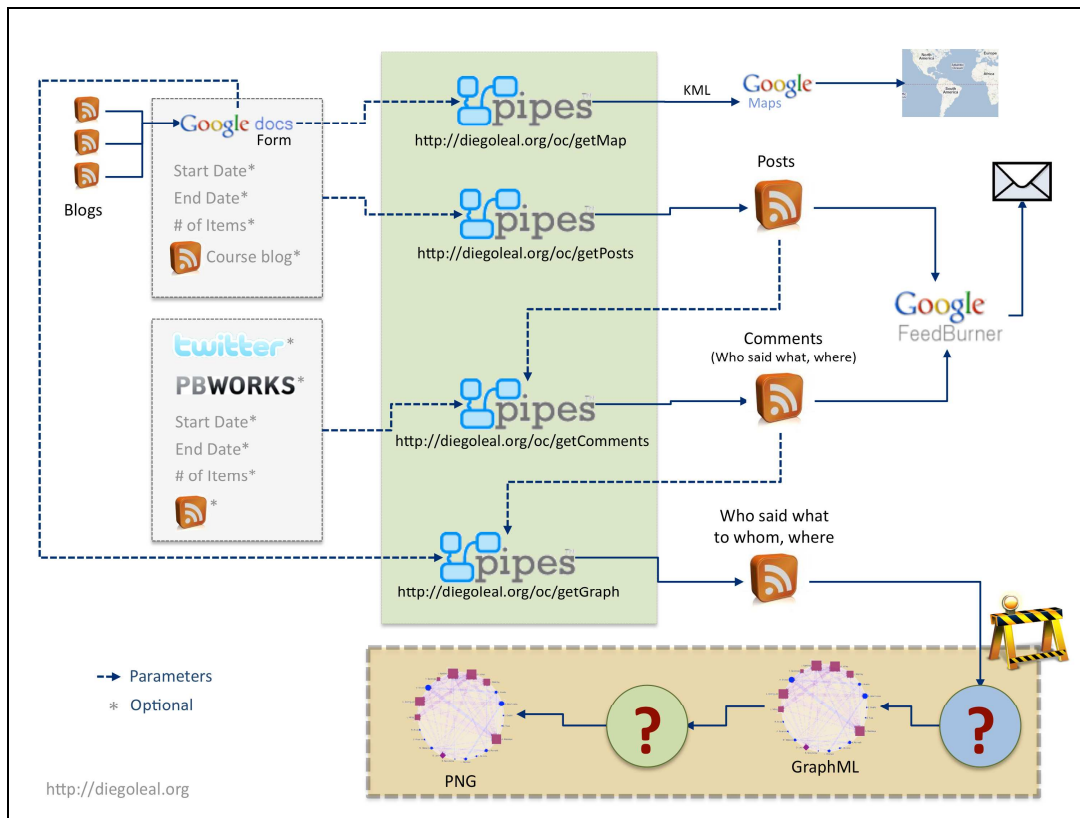 Google docs
Form
Start Date*
End Date*
# of Items*
Course blog*
Blogs
twitter*
PBWORKS*
Start Date*
End Date*
# of Items*
*
pipes
http://diegoleal.org/oc/getMap
pipes
http://diegoleal.org/oc/getPosts
pipes
http://diegoleal.org/oc/getComments
pipes
http://diegoleal.org/oc/getGraph
KML
Google
Maps
Posts
Google
FeedBurner
Comments
(Who said what, where)
Who said what
to whom, where
Parameters
* Optional
PNG
?
GraphML
?
http://diegoleal.org